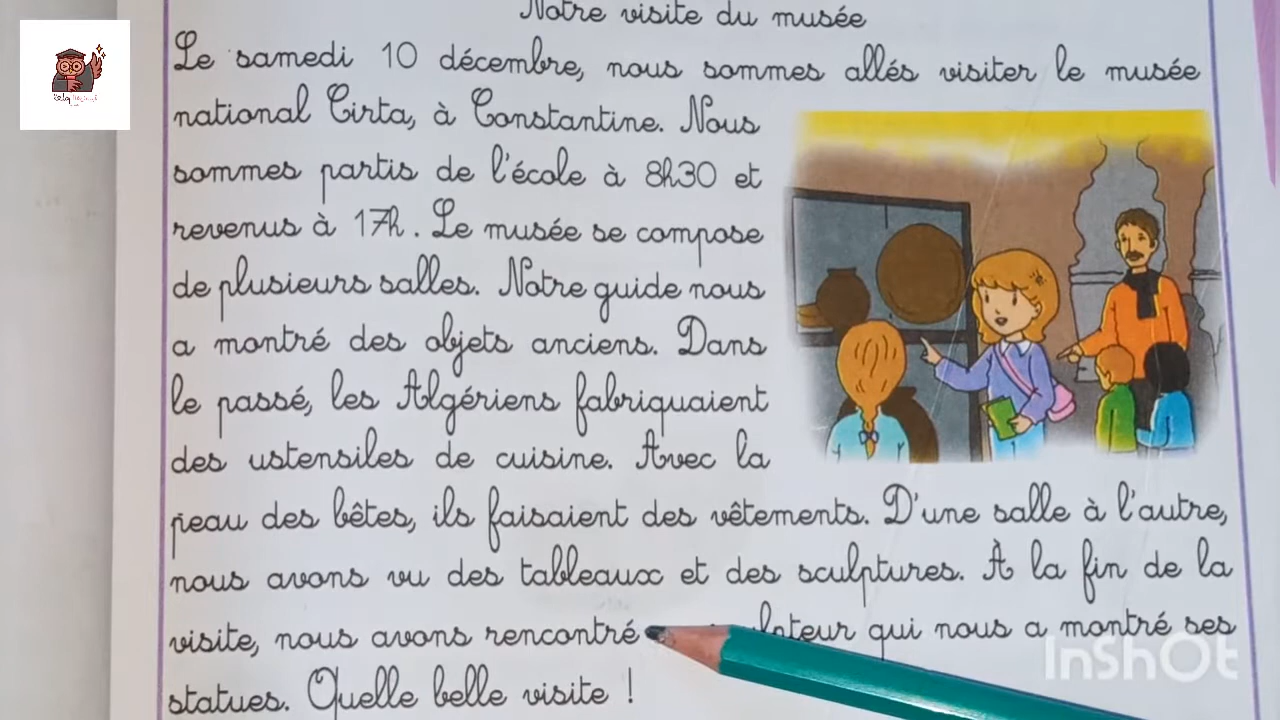 Notre visite du musée
Le samedi 10 décembre, nous sommes allés visiter le musée
national Cirta, à Constantine. Nous
sommes partis de l'école à 8h30 et
revenus à 17h. Le musée se compose
de plusieurs salles. Notre guide nous
a montré des objets anciens. Dans
le passé, les Algériens fabriquaient
des ustensiles de cuisine. Avec la
peau des bêtes, ils faisaient des vêtements. D'une salle à l'autre,
nous avons vu des tableaux et des sculptures. À la fin de la
visite, nous avons rencontré qui nous a montré ses
statues. Quelle belle visite !
InShOt